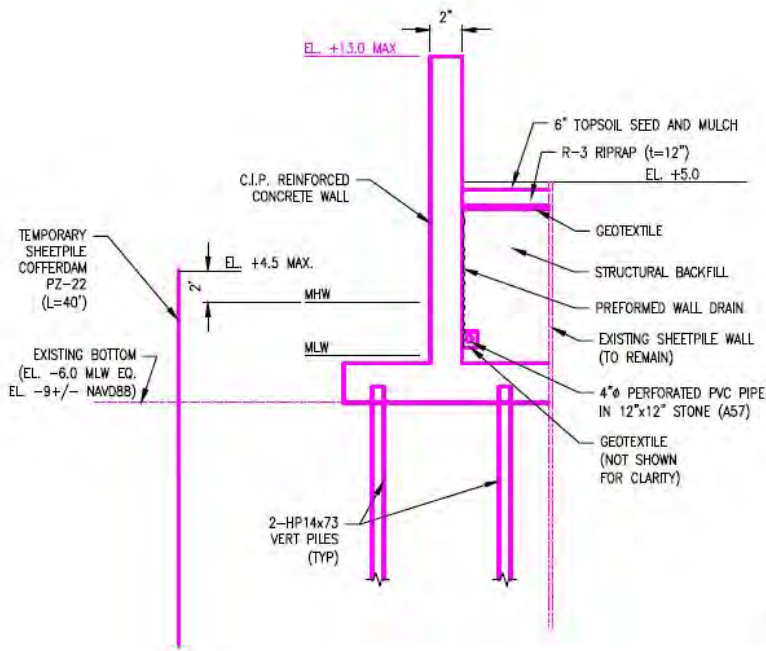 2"
EL. +13.0 MAX
6" TOPSOIL SEED AND MULCH
R-3 RIPRAP (t=12")
EL. +5.0
C.I.P. REINFORCED
CONCRETE WALL
GEOTEXTILE
TEMPORARY
SHEETPILE
COFFERDAM
PZ-22
(L=40')
EL. +4.5 MAX.
2'
STRUCTURAL BACKFILL
MHW
PREFORMED WALL DRAIN
MLW
EXISTING SHEETPILE WALL
(TO REMAIN)
EXISTING BOTTOM
(EL. -6.0 MLW EQ.
EL. -9+/- NAVD88)
4"ø PERFORATED PVC PIPE
IN 12"x12" STONE (A57)
GEOTEXTILE
(NOT SHOWN
FOR CLARITY)
2-HP14x73
VERT PILES
(TYP)